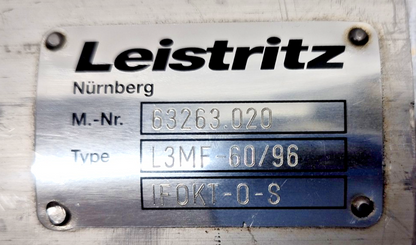 Leistritz
Nürnberg
M.-Nr. 63263.020
Type L3MF-60/96
IFOKT-O-S